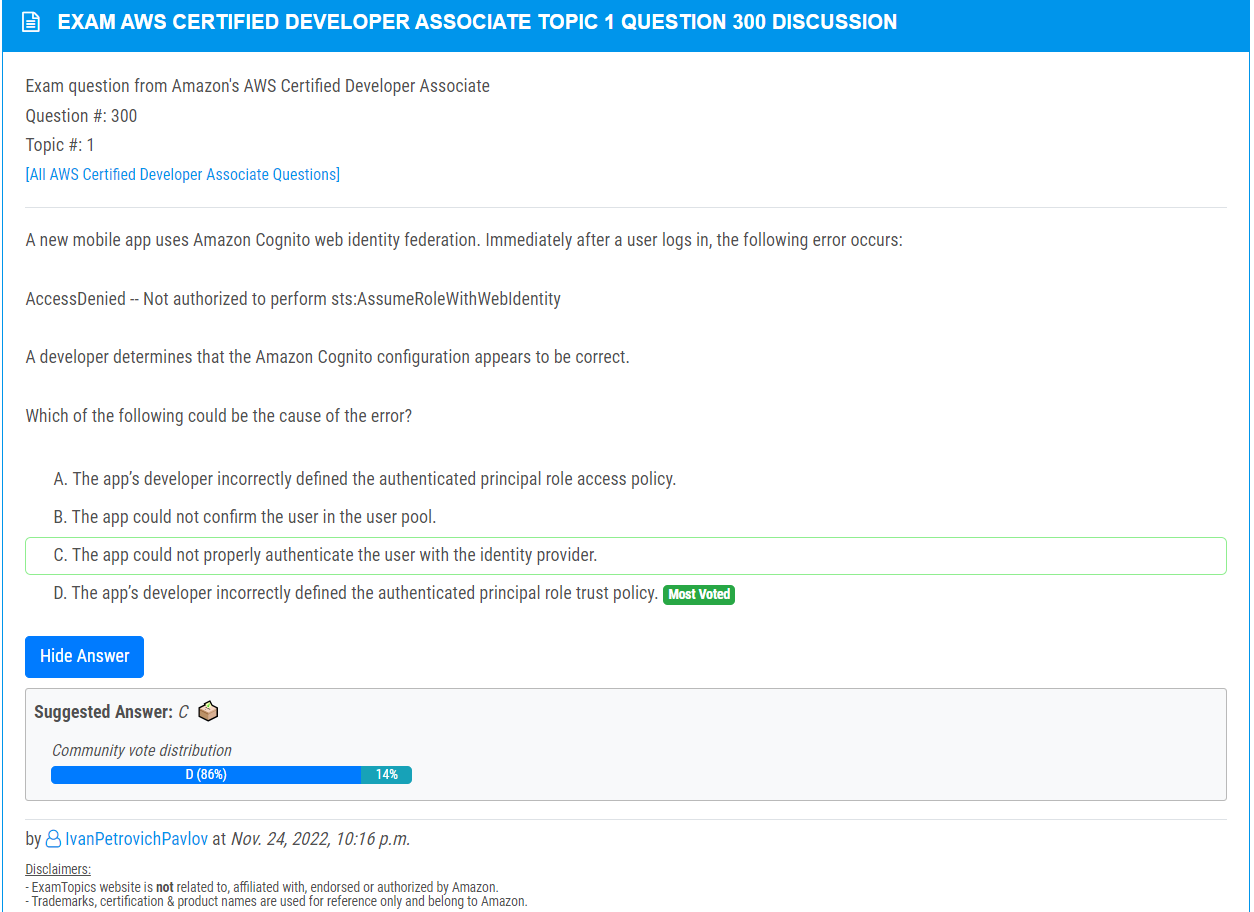 EXAM AWS CERTIFIED DEVELOPER ASSOCIATE TOPIC 1 QUESTION 300 DISCUSSION
Exam question from Amazon's AWS Certified Developer Associate
Question #: 300
Topic #: 1
[All AWS Certified Developer Associate Questions]
A new mobile app uses Amazon Cognito web identity federation. Immediately after a user logs in, the following error occurs:
AccessDenied -- Not authorized to perform sts:AssumeRoleWithWebIdentity
A developer determines that the Amazon Cognito configuration appears to be correct.
Which of the following could be the cause of the error?
A. The app’s developer incorrectly defined the authenticated principal role access policy.
B. The app could not confirm the user in the user pool.
C. The app could not properly authenticate the user with the identity provider.
D. The app’s developer incorrectly defined the authenticated principal role trust policy. Most Voted
Hide Answer
Suggested Answer: C
Community vote distribution
D (86%) 14%
by IvanPetrovichPavlov at Nov. 24, 2022, 10:16 p.m.
Disclaimers:
- ExamTopics website is not related to, affiliated with, endorsed or authorized by Amazon.
- Trademarks, certification & product names are used for reference only and belong to Amazon.